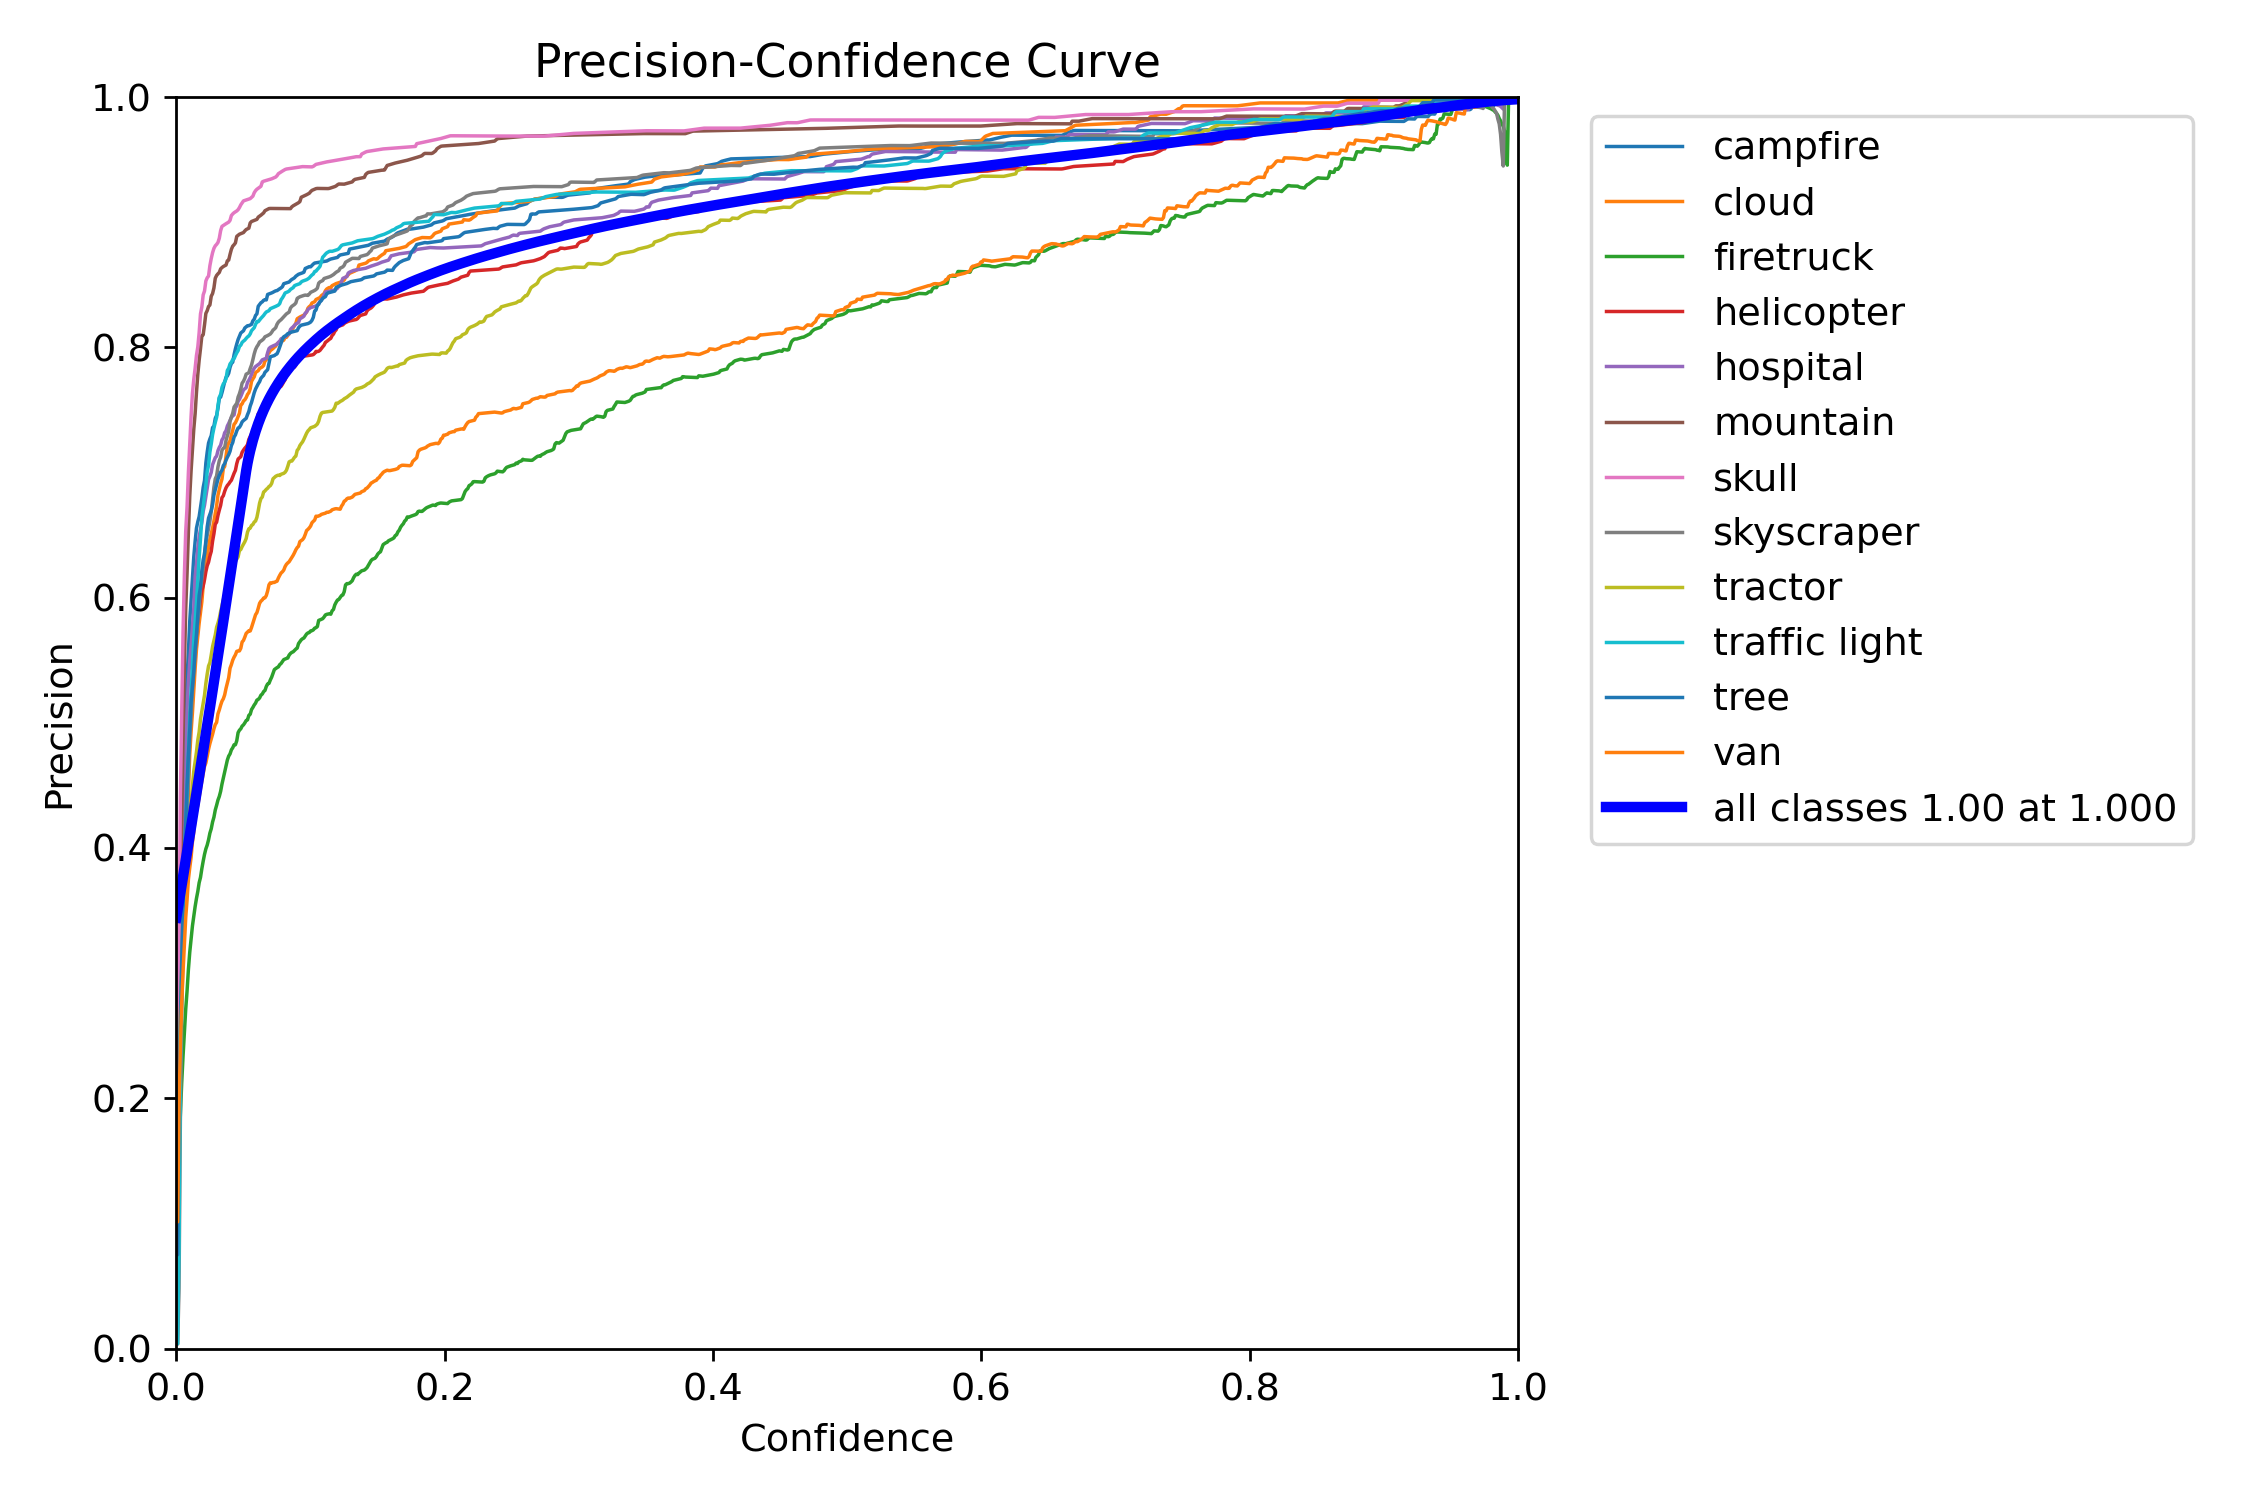 Precision-Confidence Curve
1.0
0.8
0.6
0.4
0.2
0.0
Precision
0.0 0.2 0.4 0.6 0.8 1.0
Confidence
campfire
cloud
firetruck
helicopter
hospital
mountain
skull
skyscraper
tractor
traffic light
tree
van
all classes 1.00 at 1.000